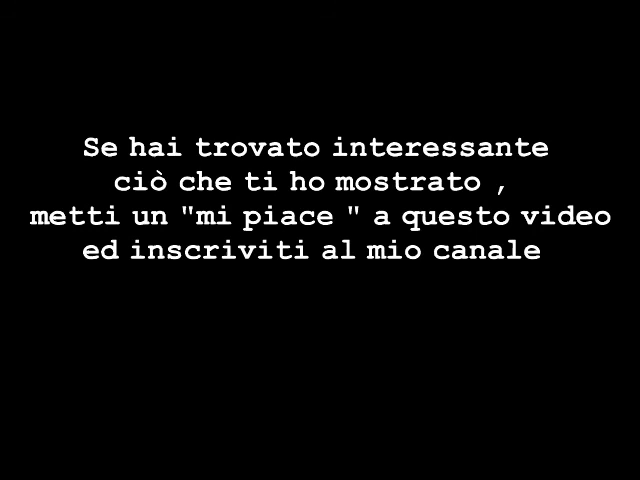 Se hai trovato interessante
ciò che ti ho mostrato ,
metti un "mi piace " a questo video
ed inscriviti al mio canale